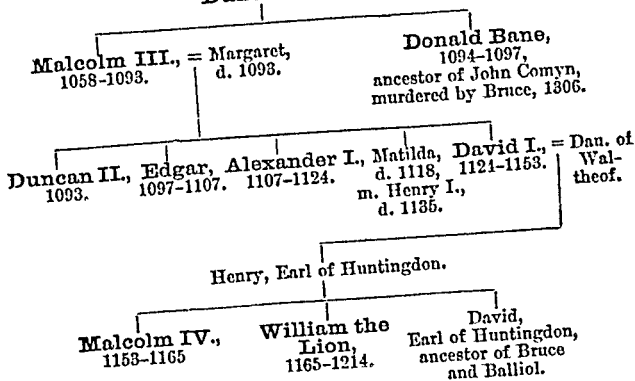 Malcolm III., = Margaret,
1058-1093. d. 1093.
Donald Bane,
1094-1097,
ancestor of John Comyn,
murdered by Bruce, 1306.
Duncan II.,
1093.
Edgar,
1097-1107.
Alexander I.,
1107-1124.
Matilda,
d. 1118,
m. Henry I.,
d. 1135.
David I., = Dau. of
1124-1153. Wal-
theof.
Henry, Earl of Huntingdon.
Malcolm IV.,
1153-1165
William the
Lion,
1165-1214.
David,
Earl of Huntingdon,
ancestor of Bruce
and Balliol.